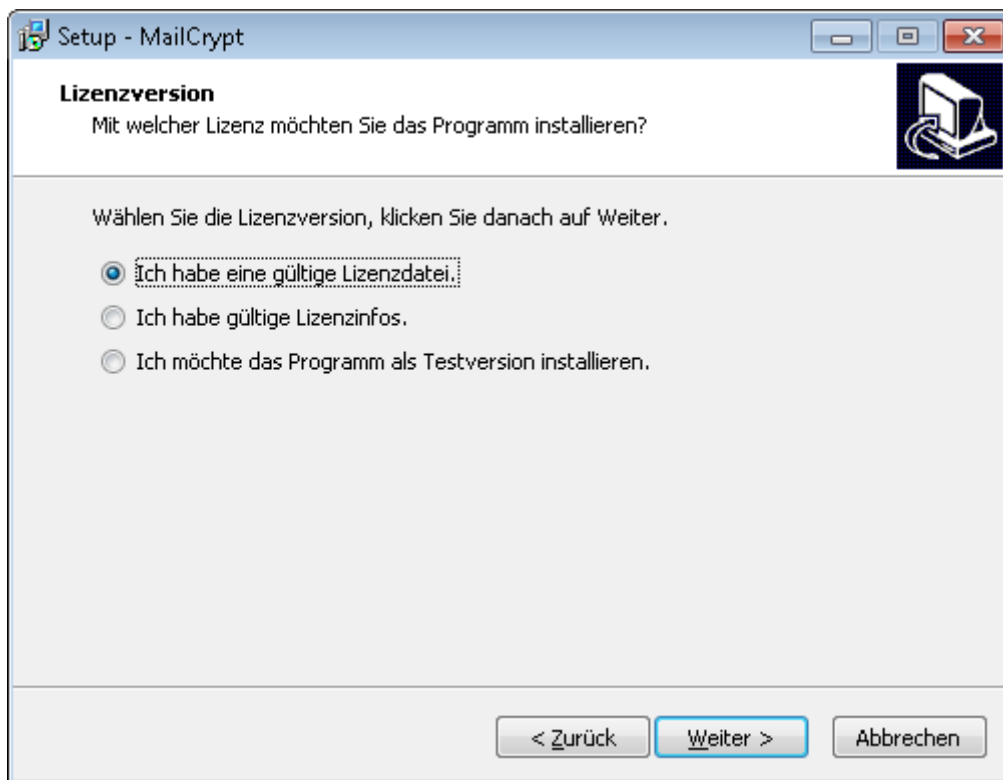 Setup - MailCrypt
Lizenzversion
Mit welcher Lizenz möchten Sie das Programm installieren?
Wählen Sie die Lizenzversion, klicken Sie danach auf Weiter.
Ich habe eine gültige Lizenzdatei.
Ich habe gültige Lizenzinfos.
Ich möchte das Programm als Testversion installieren.
< Zurück Weiter > Abbrechen